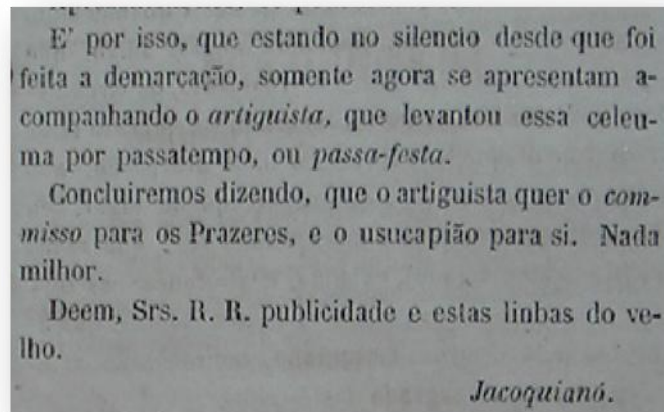 E' por isso, que estando no silencio desde que foi
feita a demarcação, somente agora se apresentam a-
companhando o artiguista, que levantou essa celeu-
ma por passatempo, ou passa-festa.
Concluiremos dizendo, que o artiguista quer o com-
misso para os Prazeres, e o usucapião para si. Nada
milhor.
Deem, Srs. R. R. publicidade e estas linbas do ve-
lho.
Jacoquianó.